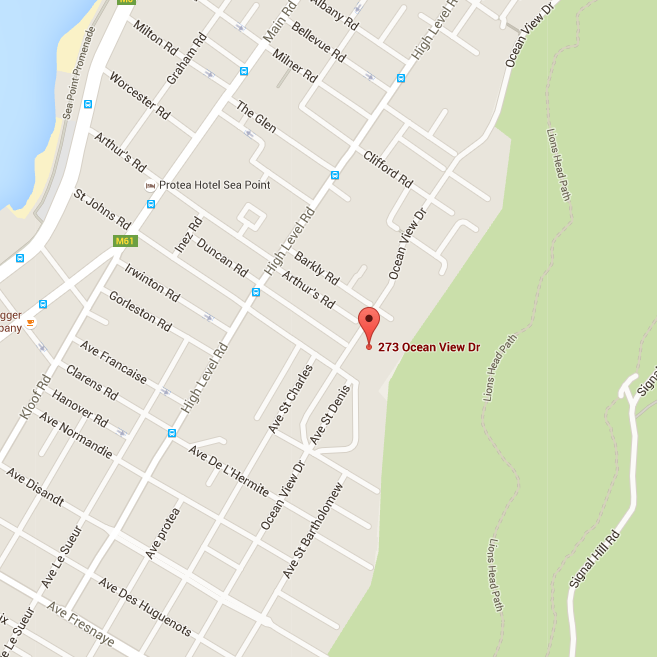 M6
Albany Rd
Ocean View Dr
High Level Rd
Main Rd
Milton Rd
Graham Rd
Bellevue Rd
Milner Rd
Sea Point Promenade
Worcester Rd
The Glen
Arthur's Rd
Clifford Rd
Lions Head Path
Protea Hotel Sea Point
St Johns Rd
Inez Rd
High Level Rd
Ocean View Dr
M61
Duncan Rd
Barkly Rd
Irwinton Rd
Arthur's Rd
Gorleston Rd
gger
pany
273 Ocean View Dr
Ave Francaise
High Level Rd
Lions Head Path
Clarens Rd
Kloof Rd
Ave St Charles
Signal
Hanover Rd
Ave St Denis
Ave Normandie
Ave De L'Hermite
Ave Disandt
Ocean View Dr
Ave St Bartholomew
Ave protea
Ave Le Sueur
Lions Head Path
Signal Hill Rd
Ave Des Huguenots
Ave Fresnaye
ix
e Le Sueur